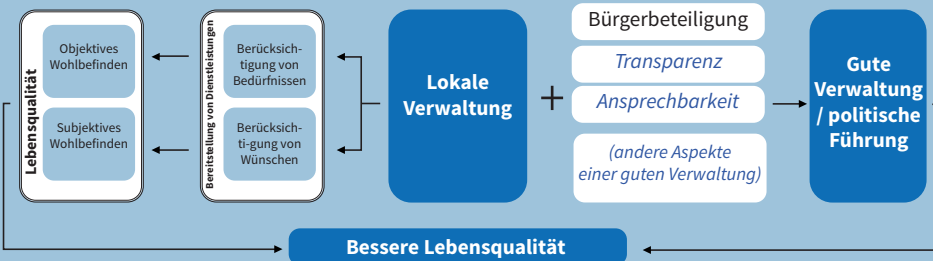 Lebensqualität
Objektives
Wohlbefinden
Subjektives
Wohlbefinden
Bereitstellung von Dienstleistungen
Berücksich-
tigung von
Bedürfnissen
Berücksich-
ti-gung von
Wünschen
Lokale
Verwaltung
+
Bürgerbeteiligung
Transparenz
Ansprechbarkeit
(andere Aspekte
einer guten Verwaltung)
Gute
Verwaltung
/ politische
Führung
Bessere Lebensqualität